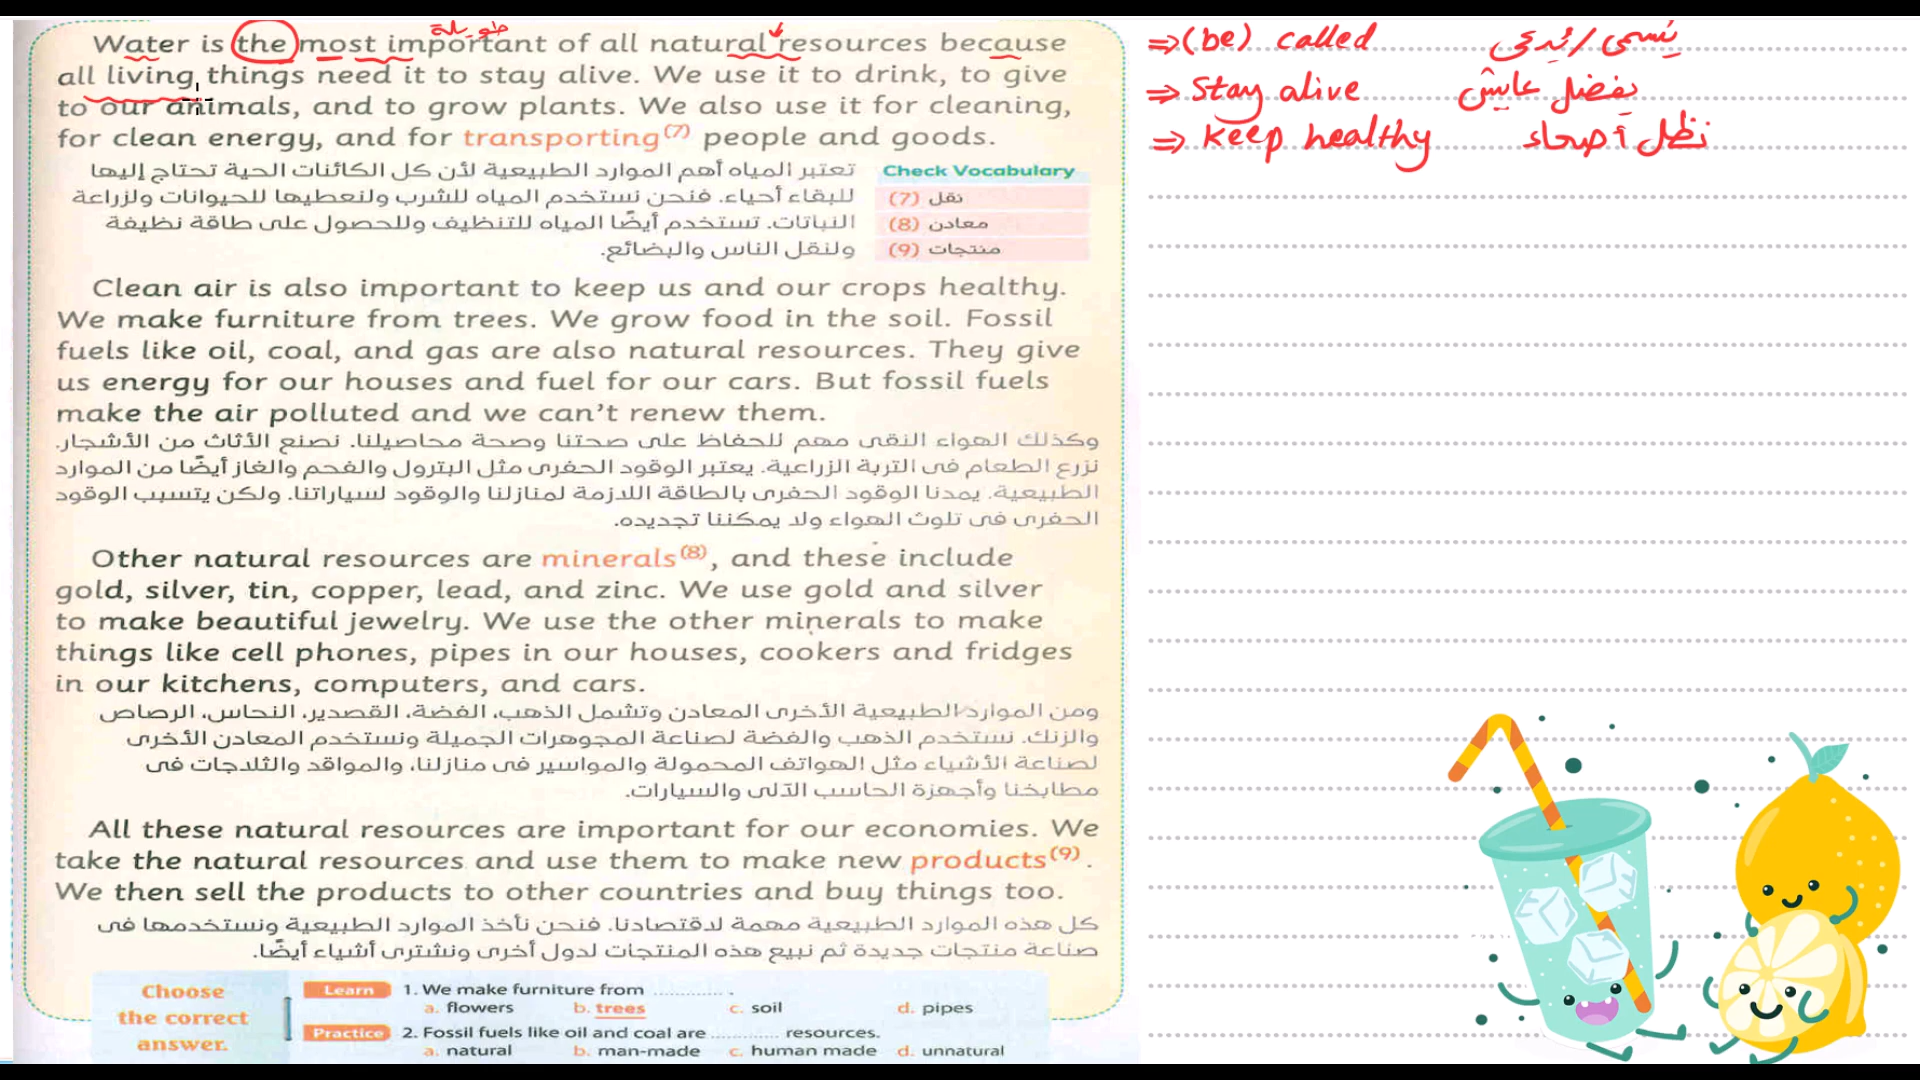 طويلة
Water is the most important of all natural resources because
all living things need it to stay alive. We use it to drink, to give
to our animals, and to grow plants. We also use it for cleaning,
for clean energy, and for transporting(7) people and goods.
تعتبر المياه أهم الموارد الطبيعية لأن كل الكائنات الحية تحتاج إليها
للبقاء أحياء. فنحن نستخدم المياه للشرب ولنعطيها للحيوانات ولزراعة
النباتات. تستخدم أيضًا المياه للتنظيف وللحصول على طاقة نظيفة
ولنقل الناس والبضائع.
Check Vocabulary
(7) نقل
(8) معادن
(9) منتجات
Clean air is also important to keep us and our crops healthy.
We make furniture from trees. We grow food in the soil. Fossil
fuels like oil, coal, and gas are also natural resources. They give
us energy for our houses and fuel for our cars. But fossil fuels
make the air polluted and we can't renew them.
وكذلك الهواء النقى مهم للحفاظ على صحتنا وصحة محاصيلنا. نصنع الأثاث من الأشجار.
نزرع الطعام فى التربة الزراعية. يعتبر الوقود الحفرى مثل البترول والفحم والغاز أيضًا من الموارد
الطبيعية. يمدنا الوقود الحفرى بالطاقة اللازمة لمنازلنا والوقود لسياراتنا. ولكن يتسبب الوقود
الحفرى فى تلوث الهواء ولا يمكننا تجديده.
Other natural resources are minerals(8), and these include
gold, silver, tin, copper, lead, and zinc. We use gold and silver
to make beautiful jewelry. We use the other minerals to make
things like cell phones, pipes in our houses, cookers and fridges
in our kitchens, computers, and cars.
ومن الموارد الطبيعية الأخرى المعادن وتشمل الذهب، الفضة، القصدير، النحاس، الرصاص
والزنك. نستخدم الذهب والفضة لصناعة المجوهرات الجميلة ونستخدم المعادن الأخرى
لصناعة الأشياء مثل الهواتف المحمولة والمواسير فى منازلنا، والمواقد والثلاجات فى
مطابخنا وأجهزة الحاسب الآلى والسيارات.
All these natural resources are important for our economies. We
take the natural resources and use them to make new products(9).
We then sell the products to other countries and buy things too.
كل هذه الموارد الطبيعية مهمة لاقتصادنا. فنحن نأخذ الموارد الطبيعية ونستخدمها فى
صناعة منتجات جديدة ثم نبيع هذه المنتجات لدول أخرى ونشترى أشياء أيضًا.
Choose
the correct
answer.
Learn 1. We make furniture from ............ .
a. flowers b. trees c. soil d. pipes
Practice 2. Fossil fuels like oil and coal are ............ resources.
a. natural b. man-made c. human made d. unnatural
⇒ (be) called يُسمى / يُدعى
⇒ Stay alive يفضل عايش
⇒ Keep healthy نظل أصحاء